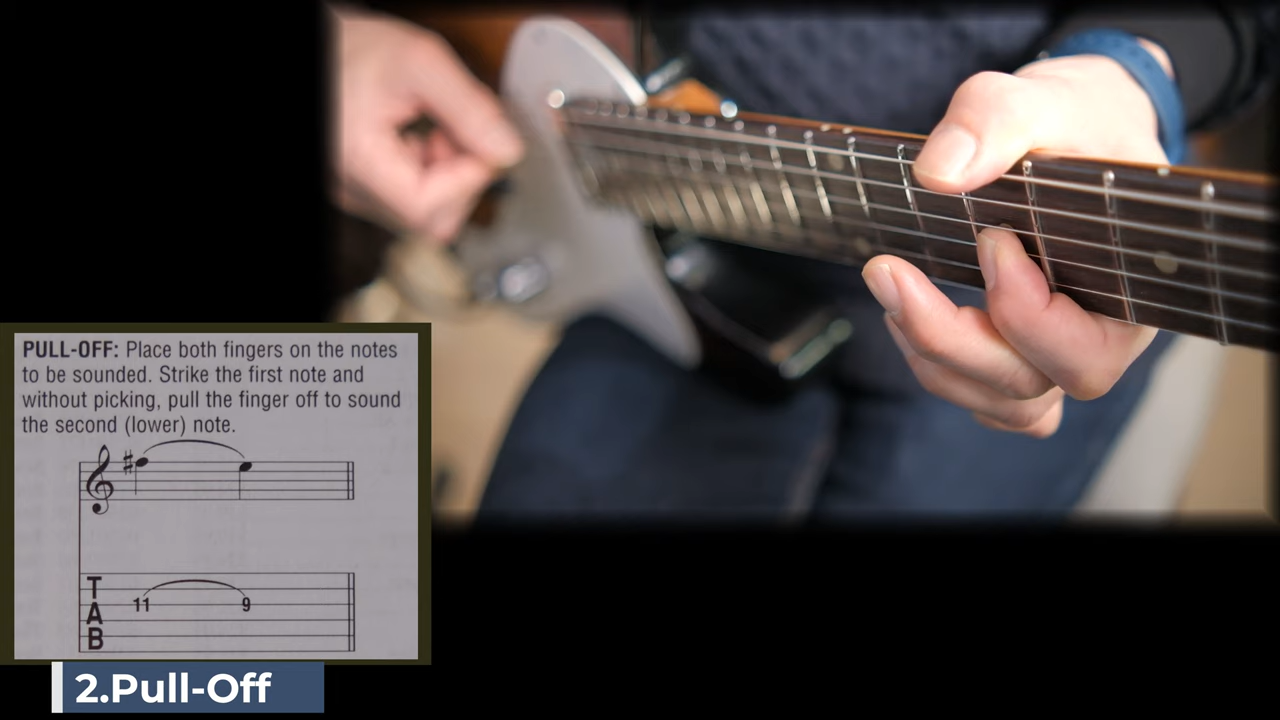 PULL-OFF: Place both fingers on the notes
to be sounded. Strike the first note and
without picking, pull the finger off to sound
the second (lower) note.
T
A
B
11 9
2.Pull-Off